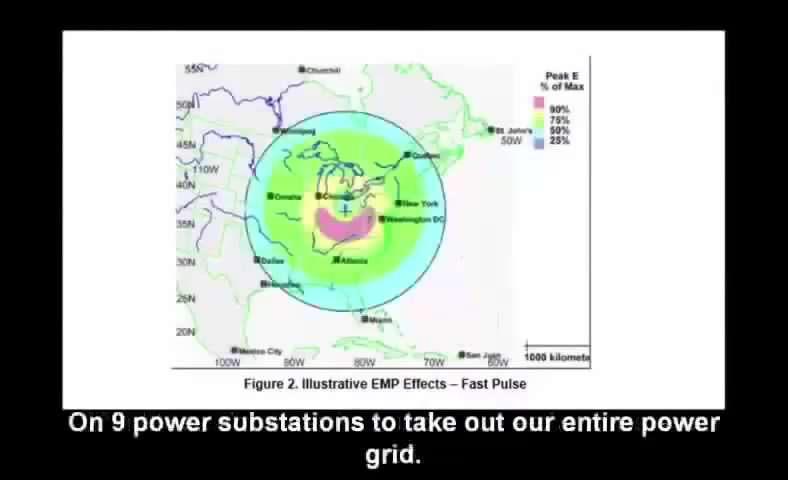 55N
Churchill
Peak E
% of Max
90%
75%
50%
25%
50N
Winnipeg
St. John's
50W
45N
Quebec
110W
40N
Omaha
Chicago
New York
Washington DC
30N
Dallas
Atlanta
Houston
25N
Miami
20N
Mexico City
San Juan
1000 kilomete
100W
90W
80W
70W
60W
Figure 2. Illustrative EMP Effects – Fast Pulse
On 9 power substations to take out our entire power
grid.